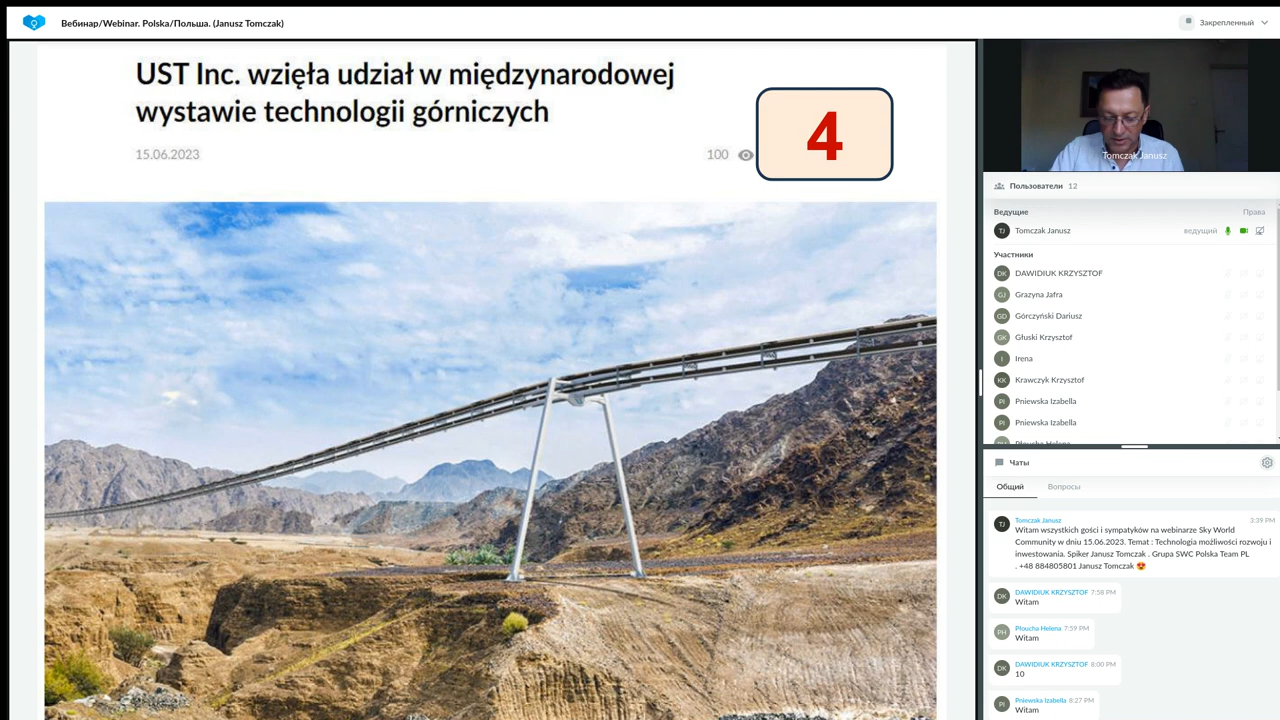 Вебинар/Webinar. Polska/Польша. (Janusz Tomczak)
Закрепленный
UST Inc. wzięła udział w międzynarodowej
wystawie technologii górniczych
15.06.2023
100
4
Tomczak Janusz
Пользователи 12
Ведущие
Права
TJ
Tomczak Janusz
ведущий
Участники
DK
DAWIDIUK KRZYSZTOF
GJ
Grazyna Jafra
GD
Górczyński Dariusz
GK
Głuski Krzysztof
I
Irena
KK
Krawczyk Krzysztof
PI
Pniewska Izabella
PI
Pniewska Izabella
PH
Płoucha Helena
Чаты
Общий
Вопросы
TJ
Tomczak Janusz
3:39 PM
Witam wszystkich gości i sympatyków na webinarze Sky World
Community w dniu 15.06.2023. Temat : Technologia możliwości rozwoju i
inwestowania. Spiker Janusz Tomczak . Grupa SWC Polska Team PL
. +48 884805801 Janusz Tomczak 😍
DK
DAWIDIUK KRZYSZTOF 7:58 PM
Witam
PH
Płoucha Helena 7:59 PM
Witam
DK
DAWIDIUK KRZYSZTOF 8:00 PM
10
PI
Pniewska Izabella 8:27 PM
Witam